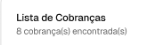 Lista de Cobranças
8 cobrança(s) encontrada(s)